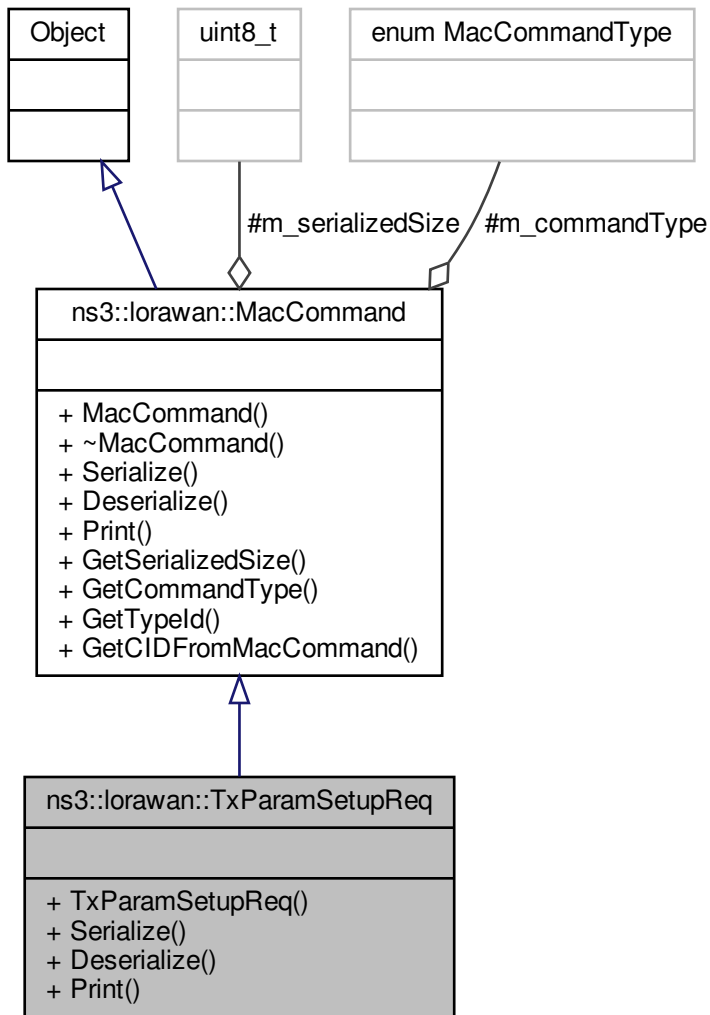 Object
uint8_t
enum MacCommandType
#m_serializedSize
#m_commandType
ns3::lorawan::MacCommand
+ MacCommand()
+ ~MacCommand()
+ Serialize()
+ Deserialize()
+ Print()
+ GetSerializedSize()
+ GetCommandType()
+ GetTypeId()
+ GetCIDFromMacCommand()
ns3::lorawan::TxParamSetupReq
+ TxParamSetupReq()
+ Serialize()
+ Deserialize()
+ Print()